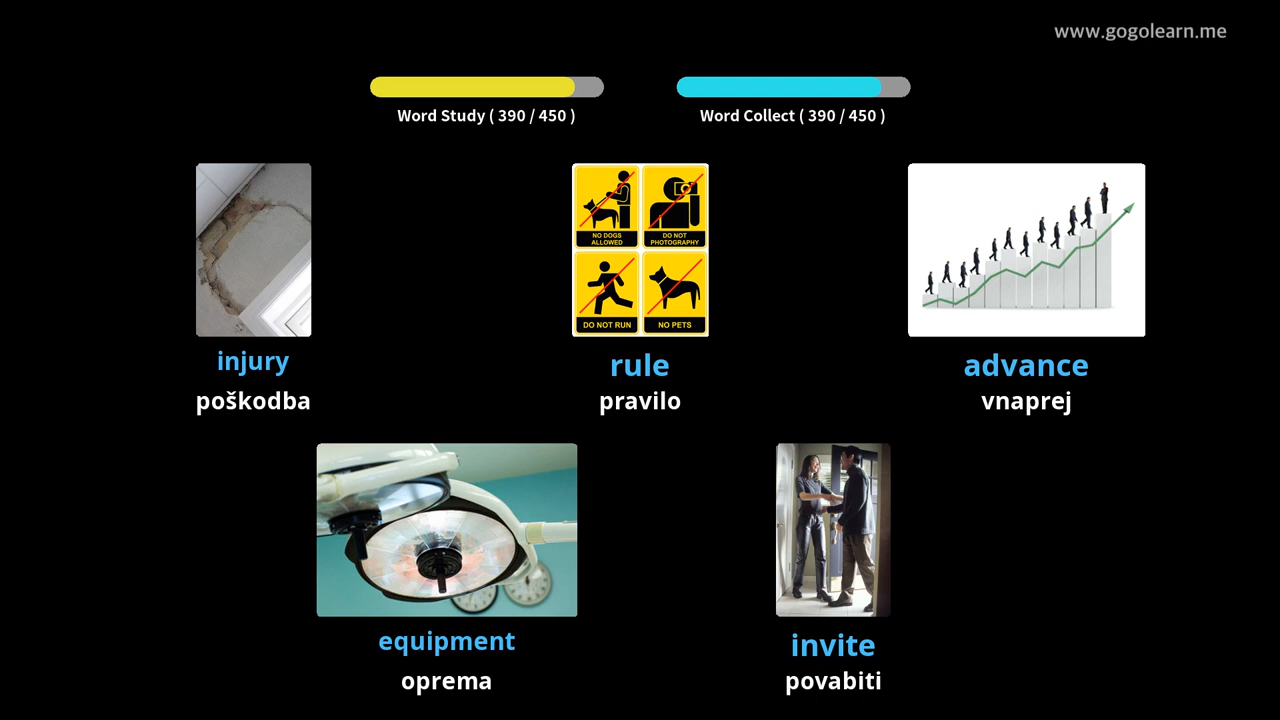 www.gogolearn.me
Word Study ( 390 / 450 )
Word Collect ( 390 / 450 )
NO DOGS
ALLOWED
DO NOT
PHOTOGRAPHY
DO NOT RUN
NO PETS
injury
rule
advance
poškodba
pravilo
vnaprej
equipment
invite
oprema
povabiti